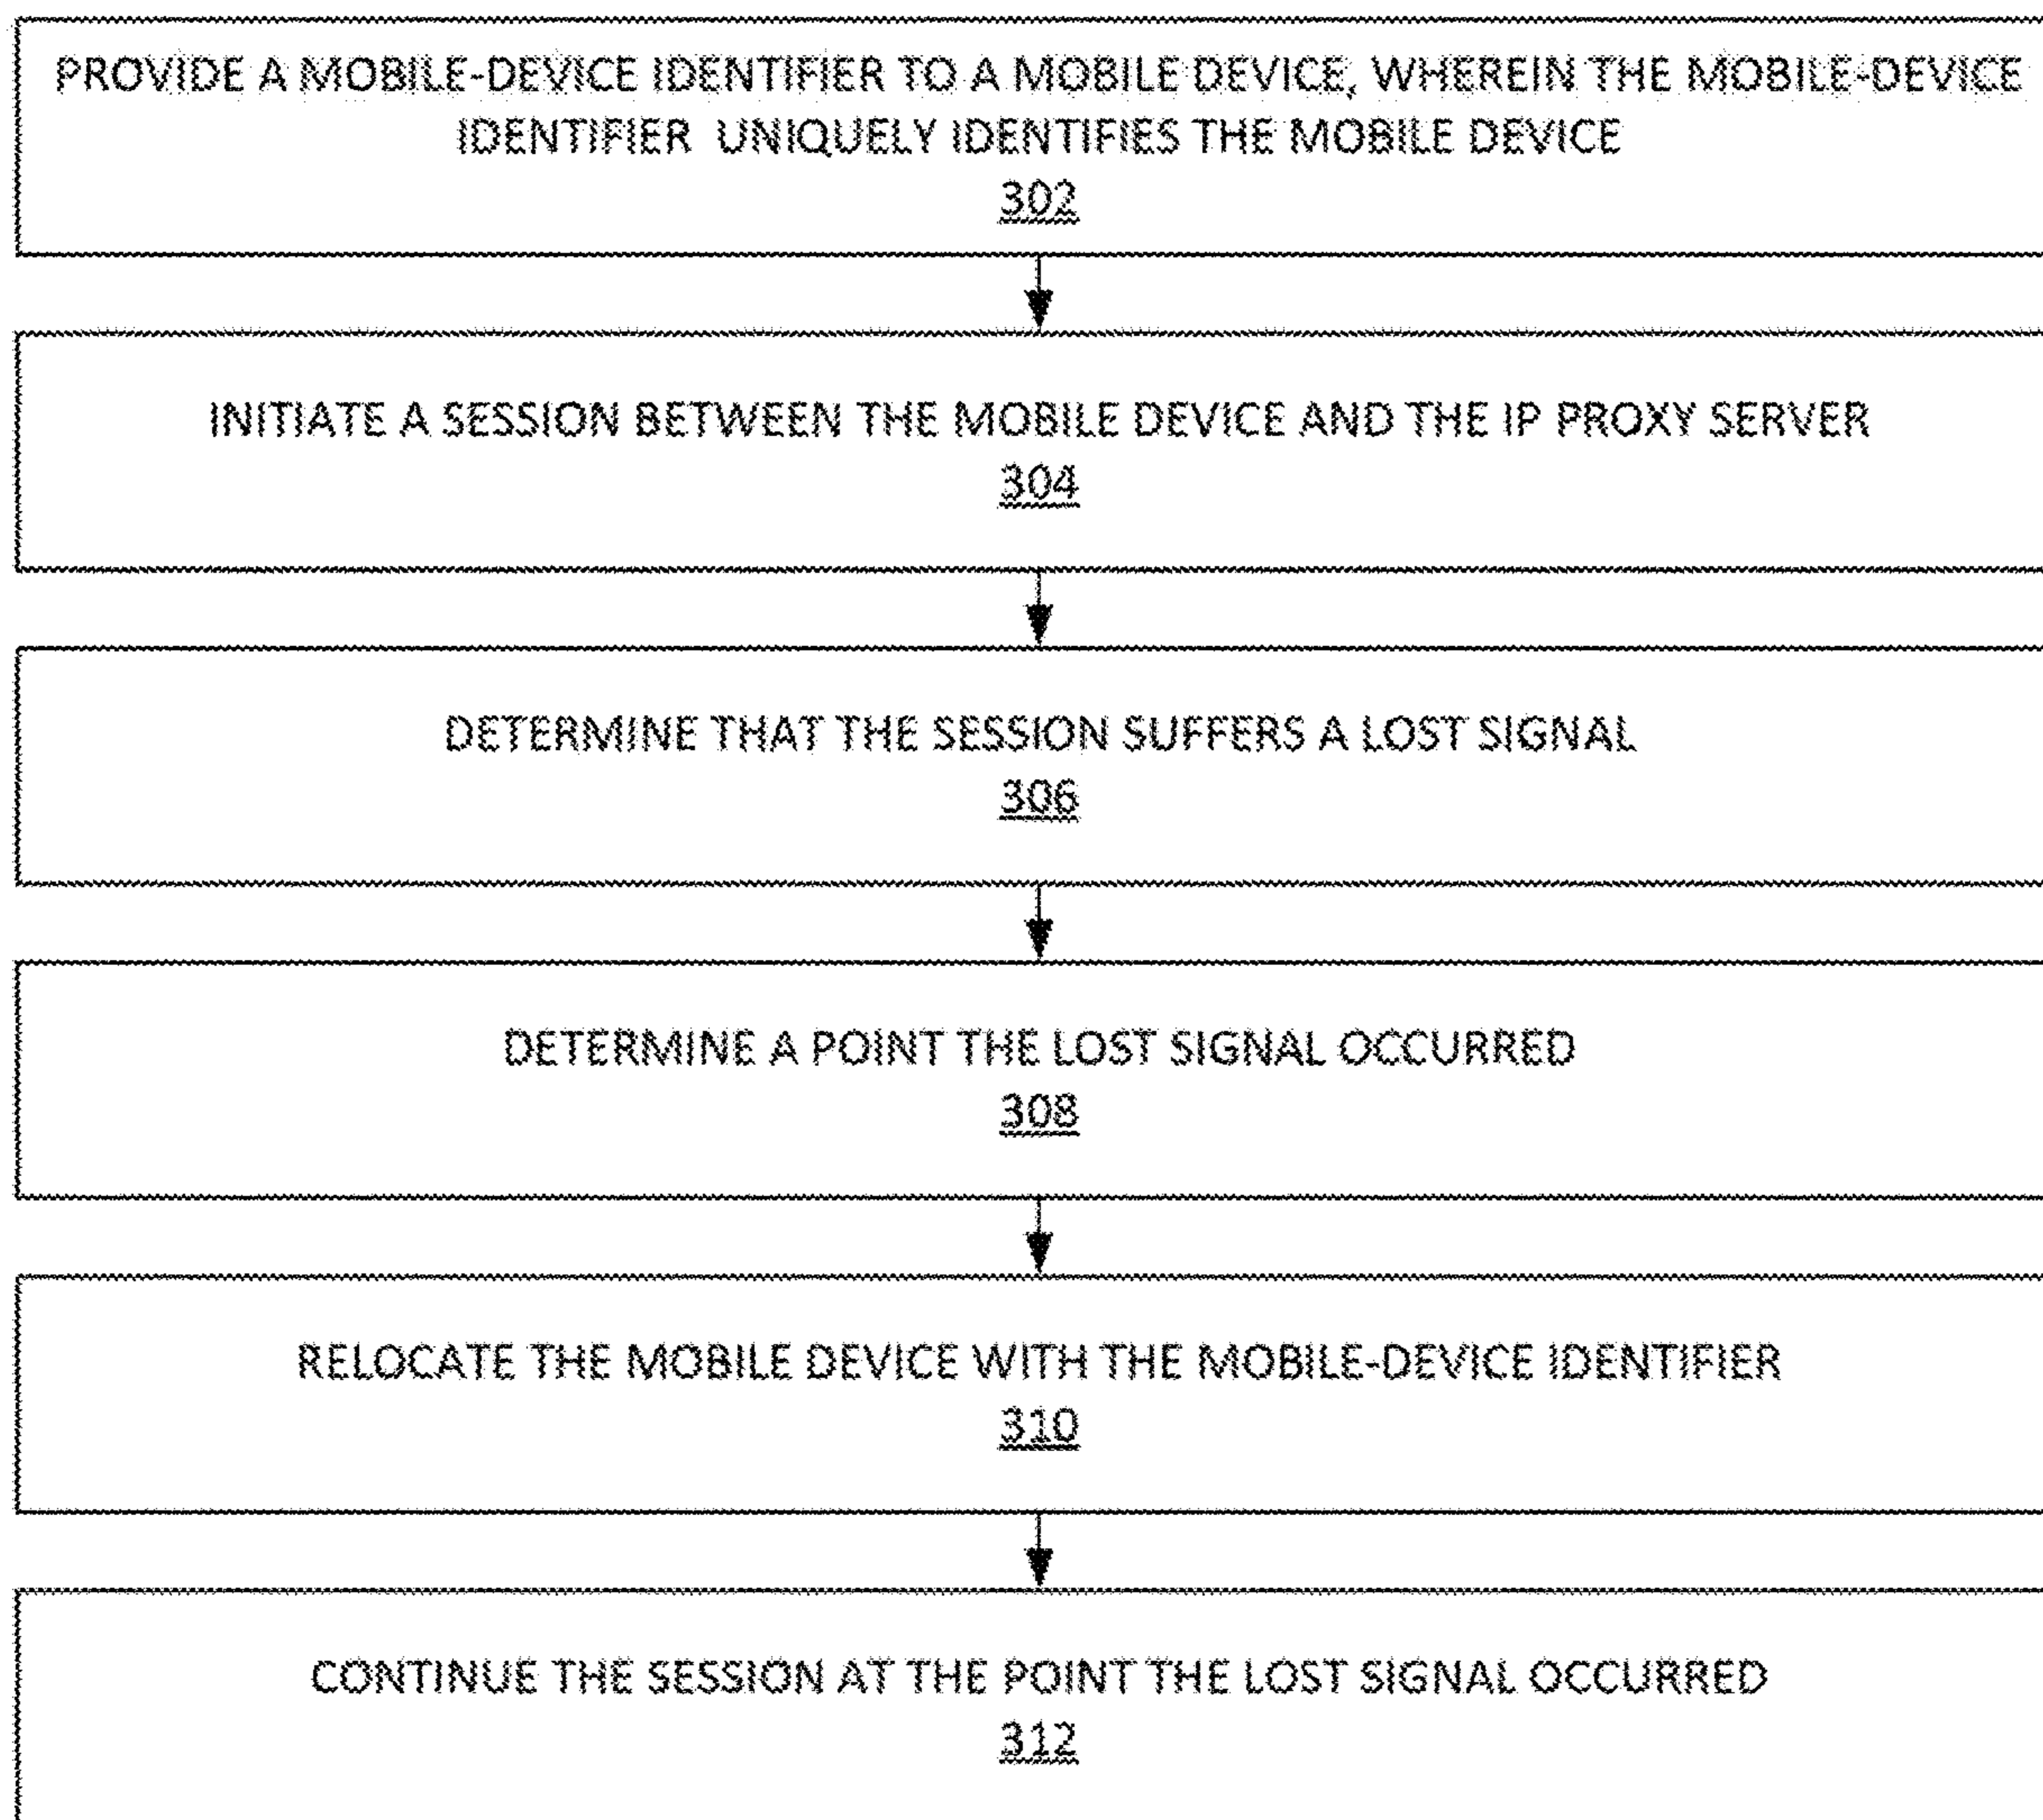 PROVIDE A MOBILE-DEVICE IDENTIFIER TO A MOBILE DEVICE, WHEREIN THE MOBILE-DEVICE
IDENTIFIER UNIQUELY IDENTIFIES THE MOBILE DEVICE
302
INITIATE A SESSION BETWEEN THE MOBILE DEVICE AND THE IP PROXY SERVER
304
DETERMINE THAT THE SESSION SUFFERS A LOST SIGNAL
306
DETERMINE A POINT THE LOST SIGNAL OCCURRED
308
RELOCATE THE MOBILE DEVICE WITH THE MOBILE-DEVICE IDENTIFIER
310
CONTINUE THE SESSION AT THE POINT THE LOST SIGNAL OCCURRED
312